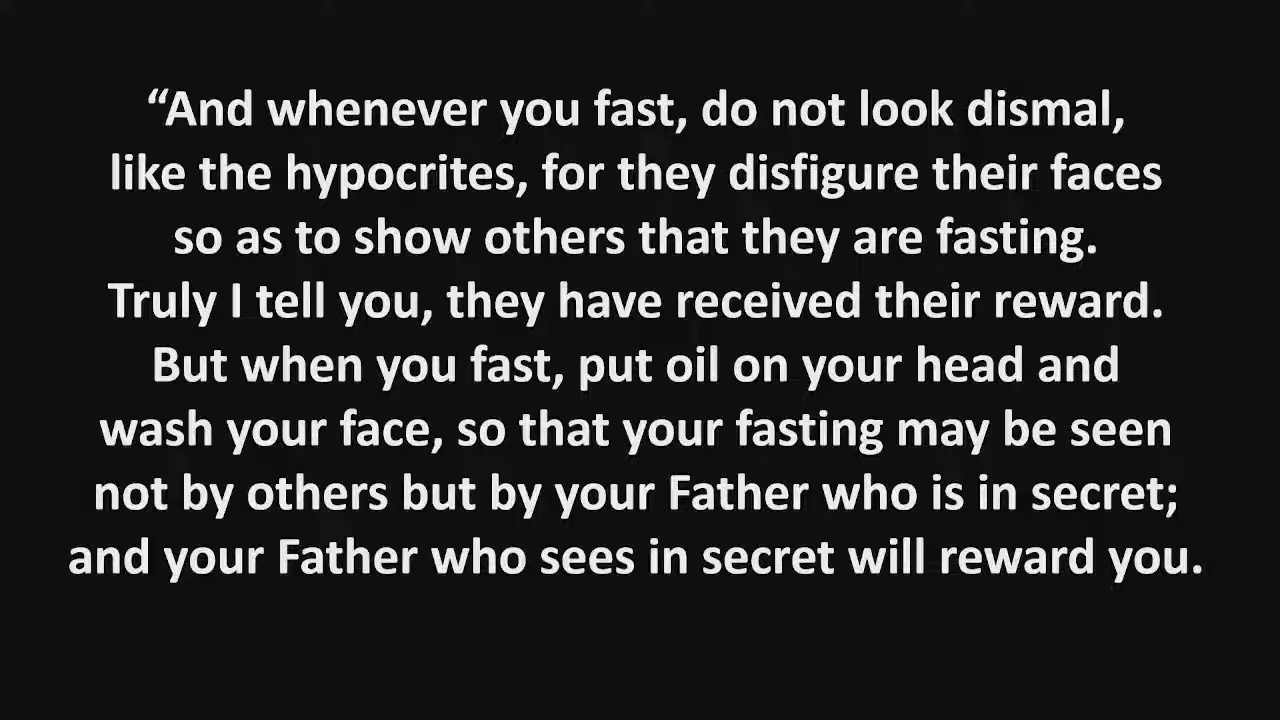 “And whenever you fast, do not look dismal,
like the hypocrites, for they disfigure their faces
so as to show others that they are fasting.
Truly I tell you, they have received their reward.
But when you fast, put oil on your head and
wash your face, so that your fasting may be seen
not by others but by your Father who is in secret;
and your Father who sees in secret will reward you.